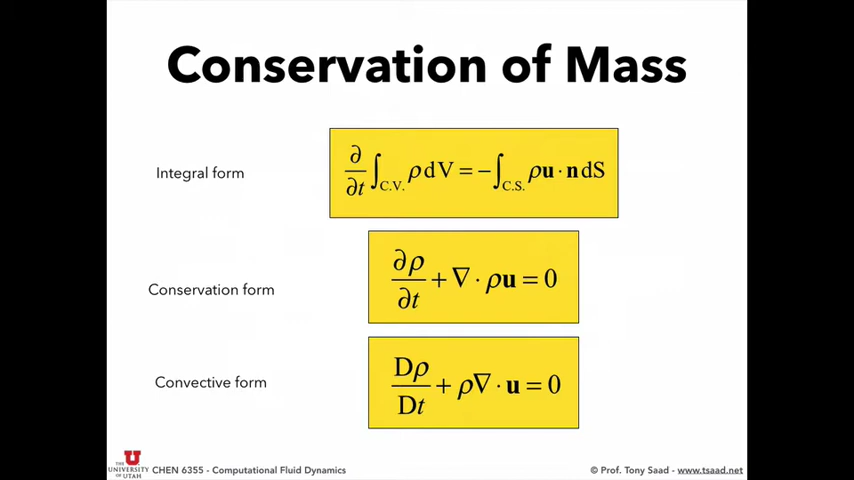 Conservation of Mass
Integral form
∂/∂t ∫C.V. ρdV = −∫C.S. ρu · n dS
Conservation form
∂ρ/∂t + ∇ · ρu = 0
Convective form
Dρ/Dt + ρ∇ · u = 0
THE
U
UNIVERSITY
OF UTAH
CHEN 6355 - Computational Fluid Dynamics
© Prof. Tony Saad - www.tsaad.net